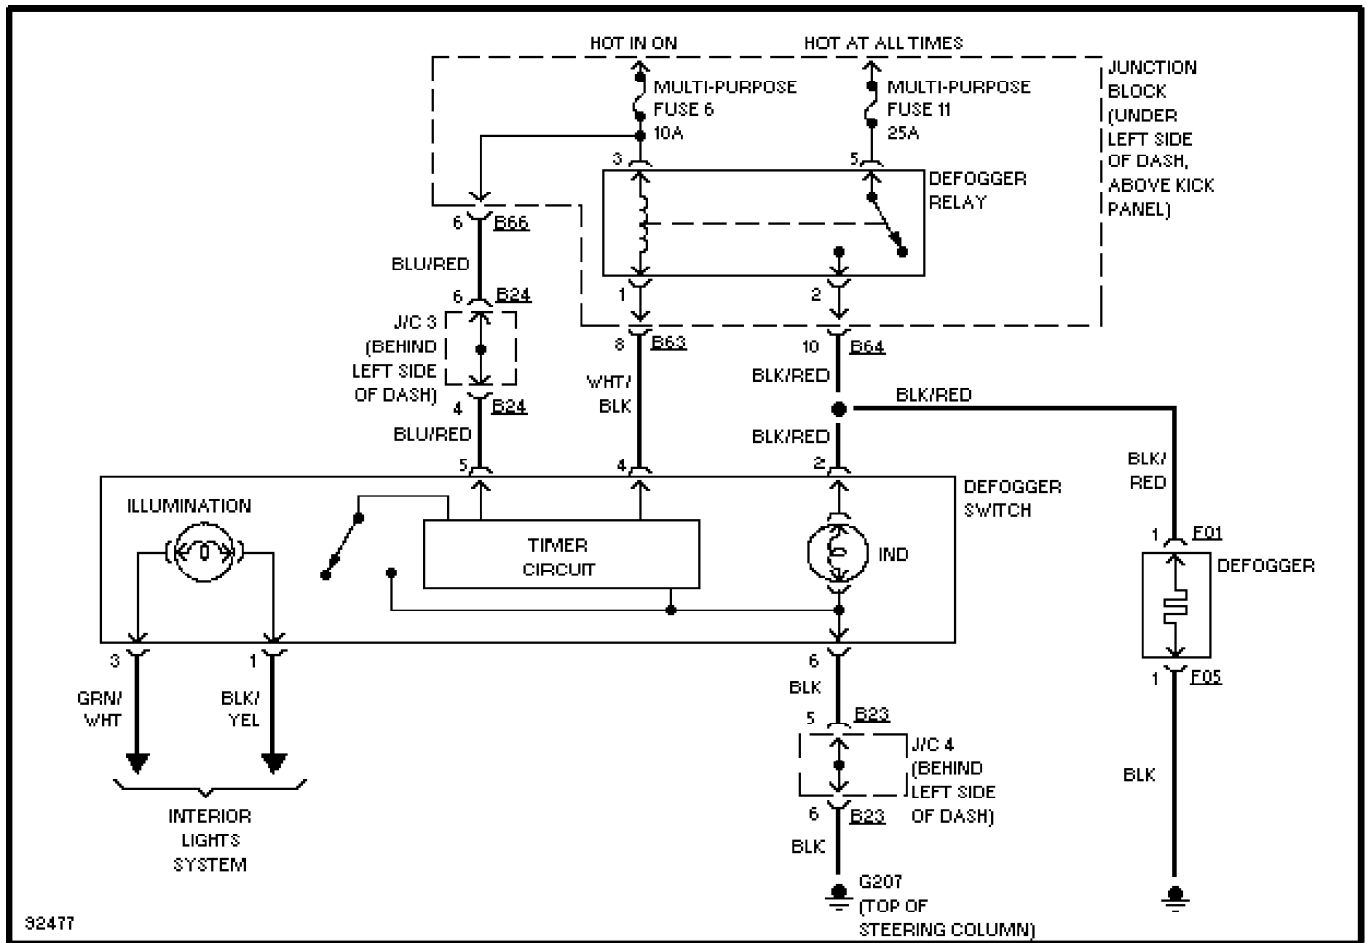 HOT IN ON
HOT AT ALL TIMES
MULTI-PURPOSE
FUSE 6
10A
MULTI-PURPOSE
FUSE 11
25A
JUNCTION
BLOCK
(UNDER
LEFT SIDE
OF DASH,
ABOVE KICK
PANEL)
3
5
DEFOGGER
RELAY
6
B66
BLU/RED
6
B24
1
2
J/C 3
(BEHIND
LEFT SIDE
OF DASH)
8
B63
10
B64
WHT/
BLK
BLK/RED
BLK/RED
4
B24
BLU/RED
BLK/RED
5
4
2
BLK/
RED
DEFOGGER
SWITCH
ILLUMINATION
TIMER
CIRCUIT
IND
1
F01
DEFOGGER
3
1
6
1
F05
GRN/
WHT
BLK/
YEL
BLK
5
B23
J/C 4
(BEHIND
LEFT SIDE
OF DASH)
BLK
6
B23
INTERIOR
LIGHTS
SYSTEM
BLK
G207
(TOP OF
STEERING COLUMN)
92477